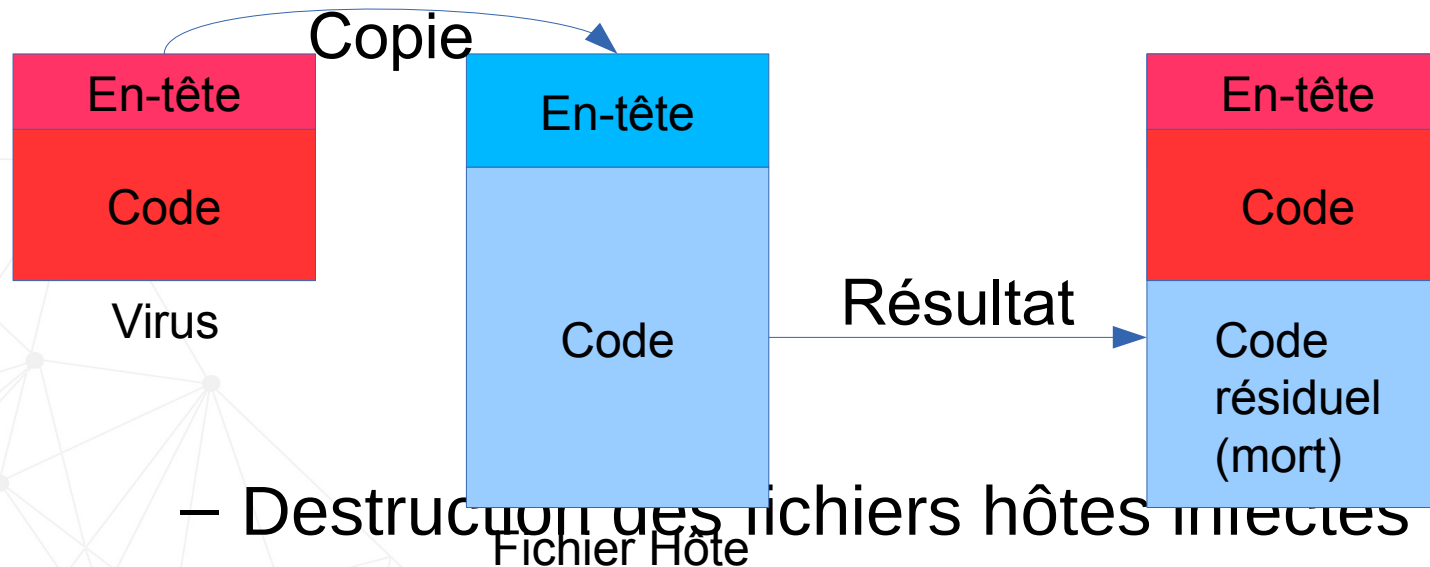 Copie
En-tête
Code
Virus
En-tête
Code
Fichier Hôte
Résultat
En-tête
Code
Code
résiduel
(mort)
– Destruction des fichiers hôtes infectés